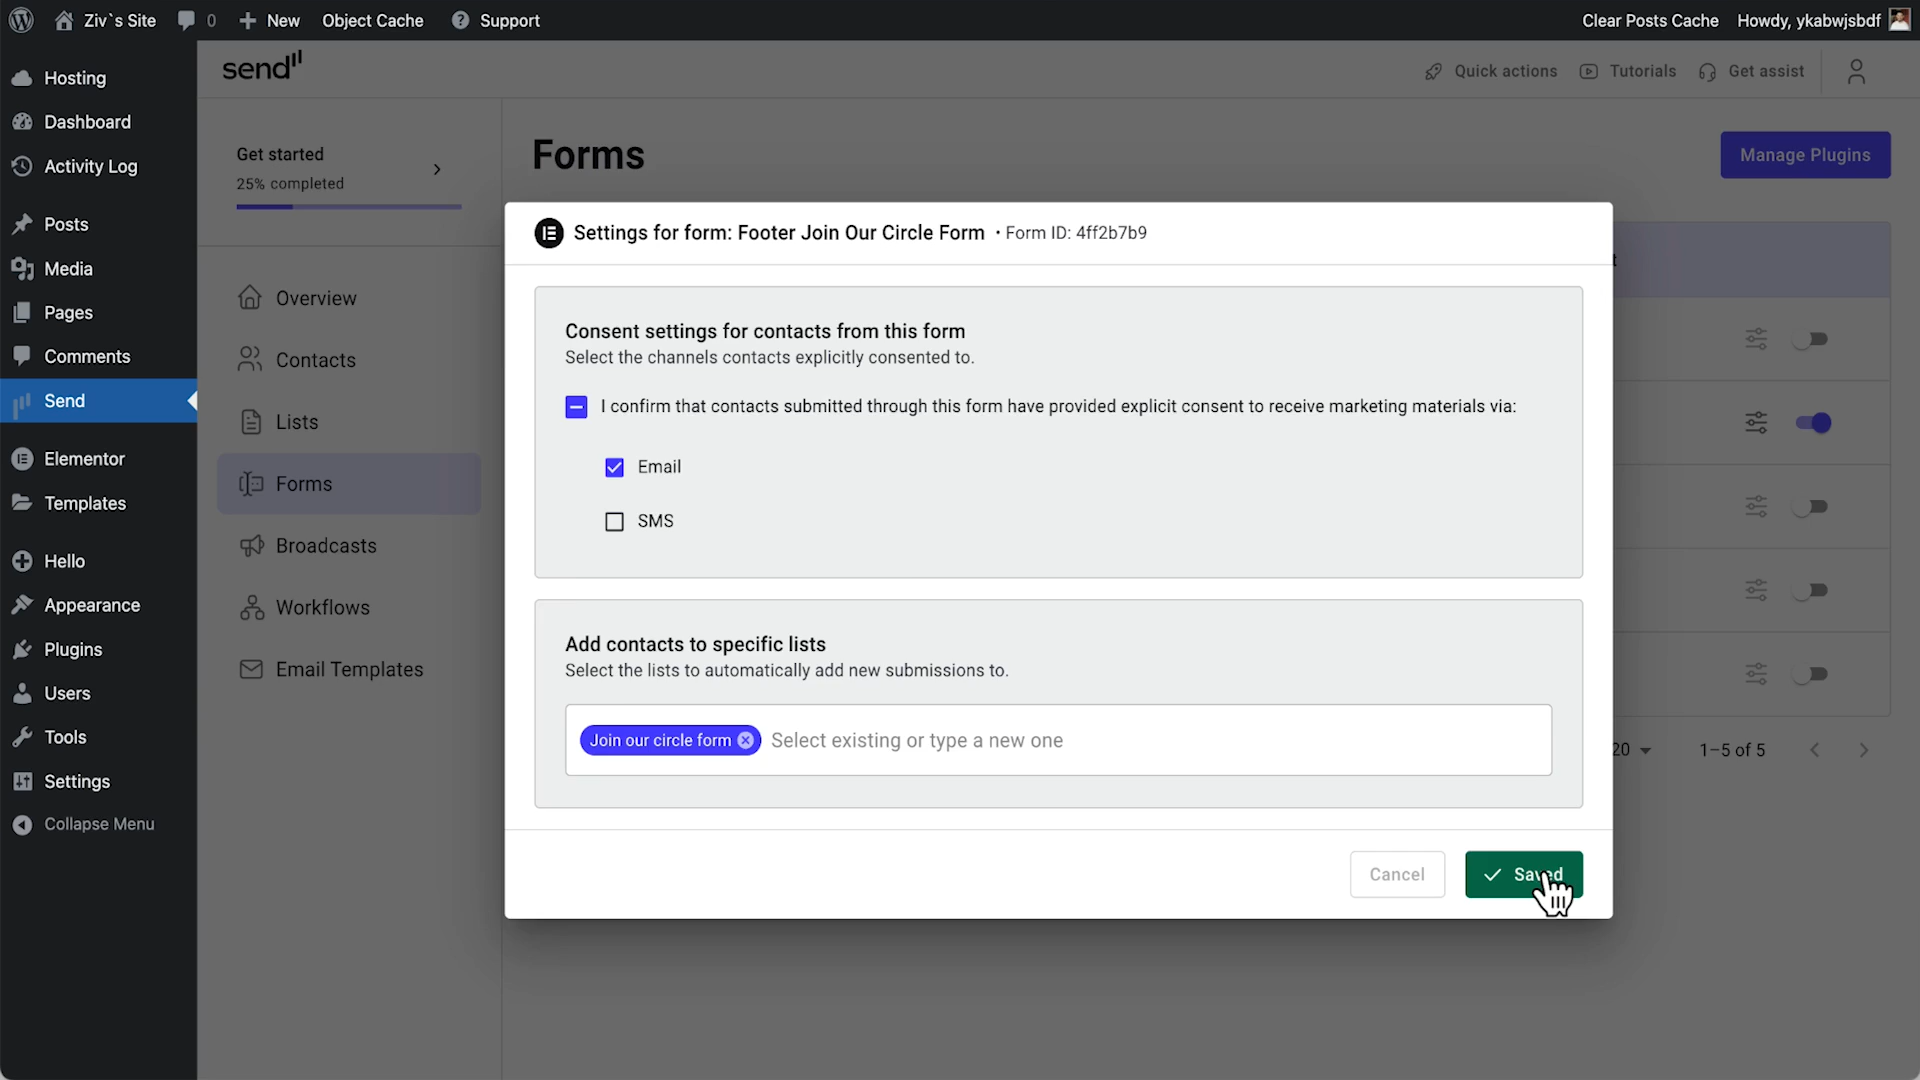 Ziv`s Site
0
New
Object Cache
Support
Clear Posts Cache
Howdy, ykabwjsbdf
Hosting
Dashboard
Activity Log
Posts
Media
Pages
Comments
Send
Elementor
Templates
Hello
Appearance
Plugins
Users
Tools
Settings
Collapse Menu
send
Quick actions
Tutorials
Get assist
Get started
25% completed
Overview
Contacts
Lists
Forms
Broadcasts
Workflows
Email Templates
Forms
Manage Plugins
Settings for form: Footer Join Our Circle Form • Form ID: 4ff2b7b9
Consent settings for contacts from this form
Select the channels contacts explicitly consented to.
I confirm that contacts submitted through this form have provided explicit consent to receive marketing materials via:
Email
SMS
Add contacts to specific lists
Select the lists to automatically add new submissions to.
Join our circle form
Select existing or type a new one
20
1–5 of 5
Cancel
Saved